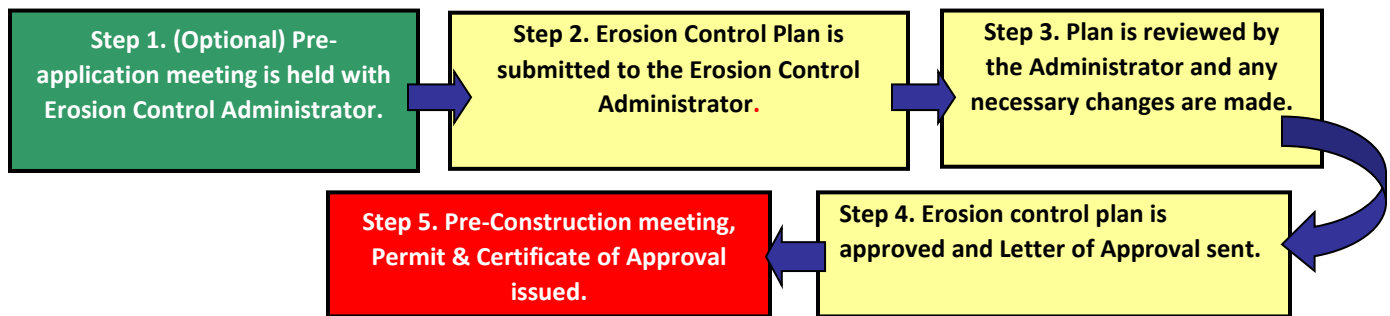 Step 1. (Optional) Pre-
application meeting is held with
Erosion Control Administrator.
Step 2. Erosion Control Plan is
submitted to the Erosion Control
Administrator.
Step 3. Plan is reviewed by
the Administrator and any
necessary changes are made.
Step 4. Erosion control plan is
approved and Letter of Approval sent.
Step 5. Pre-Construction meeting,
Permit & Certificate of Approval
issued.